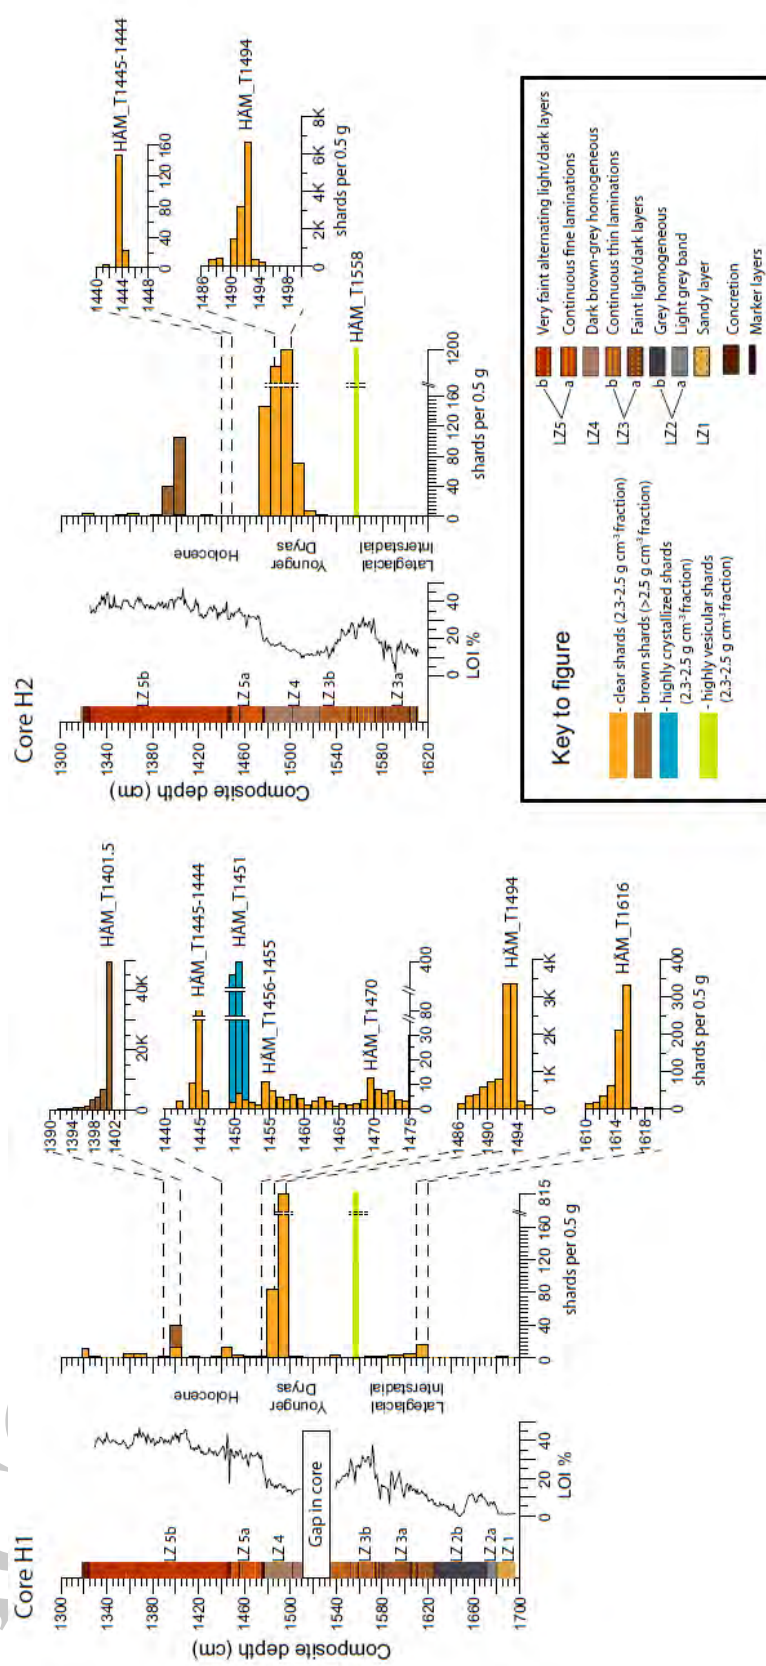 Core H1
Composite depth (cm)
1300
1340
1380
1420
1460
1500
1540
1580
1620
1660
1700
LZ 5b
LZ 5a
LZ 4
LZ 3b
LZ 3a
LZ 2b
LZ 2a
LZ 1
Gap in core
0 20 40
LOI %
Holocene
Younger
Dryas
Lateglacial
Interstadial
0 40 80 120 160 815
shards per 0.5 g
1390
1394
1398
1402
HÄM_T1401.5
0 20K 40K
1440
1445
1450
1455
1460
1465
1470
1475
HÄM_T1445-1444
HÄM_T1451
HÄM_T1456-1455
HÄM_T1470
0 10 20 30 80 400
1486
1490
1494
HÄM_T1494
0 1K 2K 3K 4K
1610
1614
1618
HÄM_T1616
0 100 200 300 400
shards per 0.5 g
Core H2
Composite depth (cm)
1300
1340
1380
1420
1460
1500
1540
1580
1620
LZ 5b
LZ 5a
LZ 4
LZ 3b
LZ 3a
0 20 40
LOI %
Holocene
Younger
Dryas
Lateglacial
Interstadial
HÄM_T1558
0 40 80 120 160 1200
shards per 0.5 g
1440
1444
1448
HÄM_T1445-1444
0 40 80 120 160
1486
1490
1494
1498
HÄM_T1494
0 2K 4K 6K 8K
shards per 0.5 g
Key to figure
- clear shards (2.3-2.5 g cm⁻³ fraction)
- brown shards (>2.5 g cm⁻³ fraction)
- highly crystallized shards
(2.3-2.5 g cm⁻³ fraction)
- highly vesicular shards
(2.3-2.5 g cm⁻³ fraction)
LZ5 b Very faint alternating light/dark layers
a Continuous fine laminations
LZ4 Dark brown-grey homogeneous
LZ3 b Continuous thin laminations
a Faint light/dark layers
LZ2 b Grey homogeneous
a Light grey band
LZ1 Sandy layer
Concretion
Marker layers